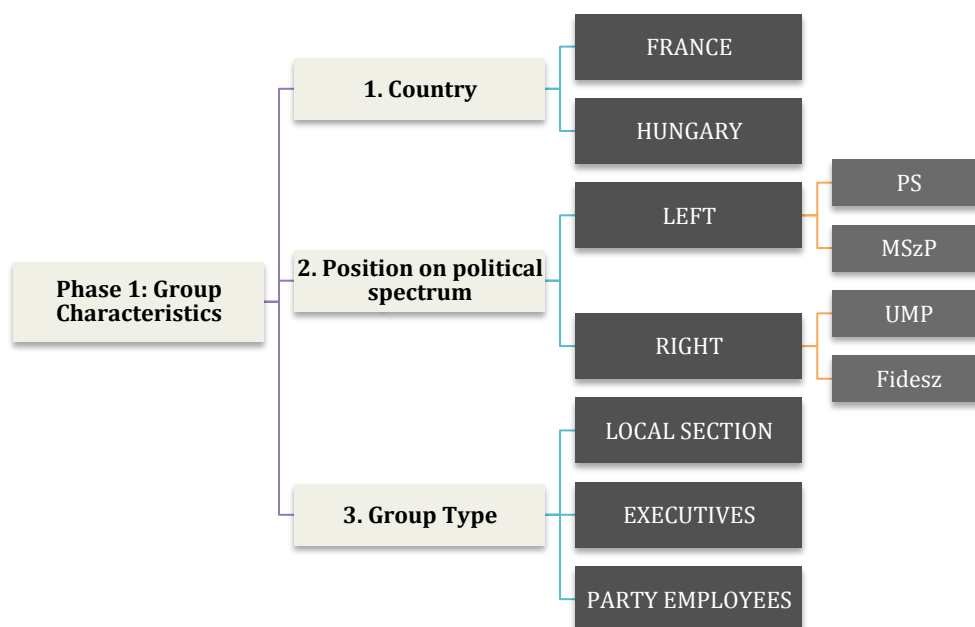 Phase 1: Group
Characteristics
1. Country
FRANCE
HUNGARY
2. Position on political
spectrum
LEFT
PS
MSzP
RIGHT
UMP
Fidesz
3. Group Type
LOCAL SECTION
EXECUTIVES
PARTY EMPLOYEES